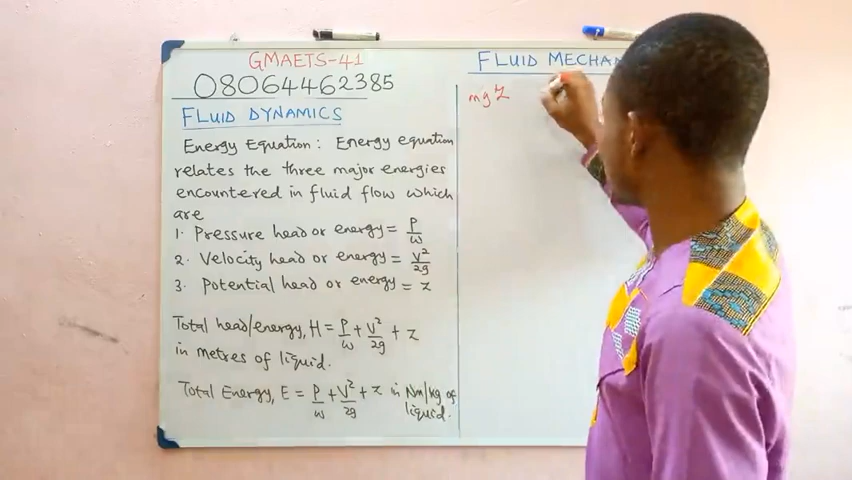 GMAETS-41
08064462385
FLUID DYNAMICS
Energy Equation: Energy equation
relates the three major energies
encountered in fluid flow which
are
1. Pressure head or energy = P/w
2. Velocity head or energy = V²/2g
3. Potential head or energy = z
Total head/energy, H = P/w + V²/2g + z
in metres of liquid.
Total Energy, E = P/w + V²/2g + z in Nm/kg of
liquid.
FLUID MECHAN
mgZ